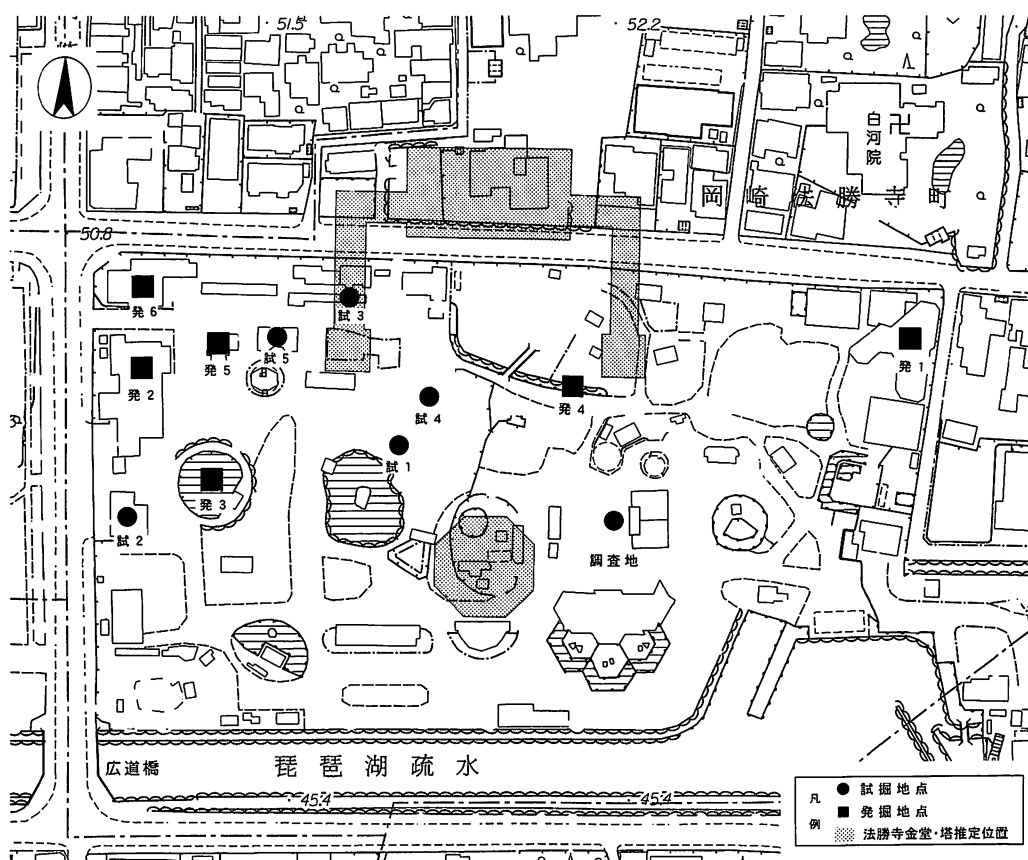 51.5
52.2
白河院
岡崎法勝寺町
50.8
発6
試3
試5
発5
発1
発2
発4
試4
試1
発3
試2
調査地
広道橋
琵琶湖疏水
45.4
45.4
凡例
試掘地点
発掘地点
法勝寺金堂・塔推定位置